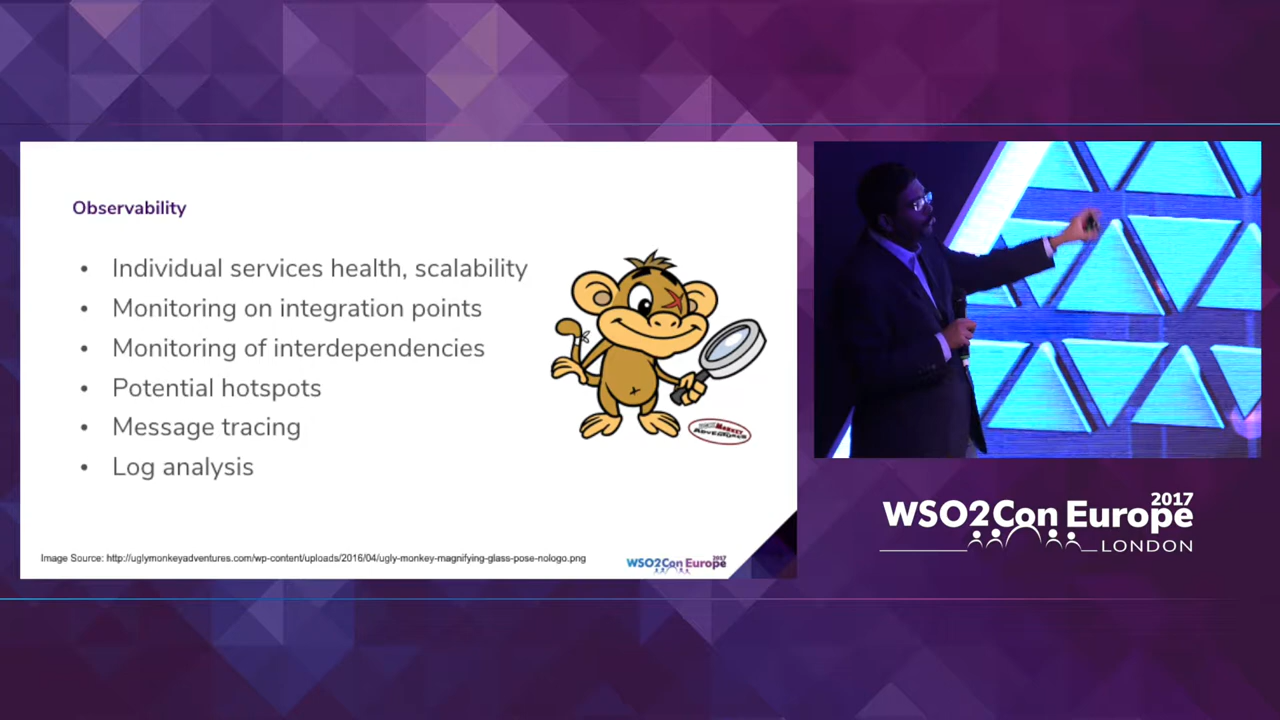 Observability
• Individual services health, scalability
• Monitoring on integration points
• Monitoring of interdependencies
• Potential hotspots
• Message tracing
• Log analysis
Image Source: http://uglymonkeyadventures.com/wp-content/uploads/2016/04/ugly-monkey-magnifying-glass-pose-nologo.png
2017
WSO2Con Europe
2017
WSO2Con Europe
LONDON